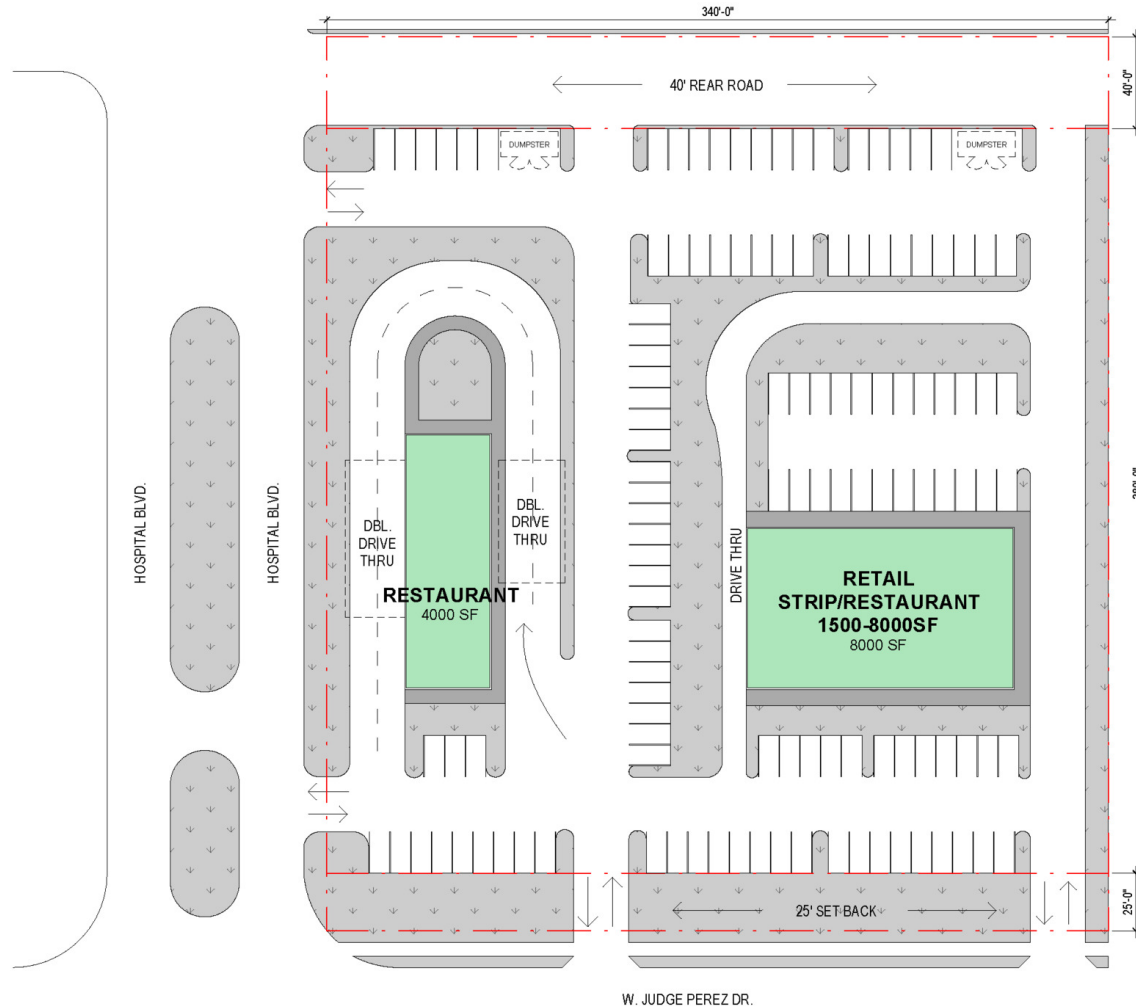 340'-0"
40'-0"
40' REAR ROAD
DUMPSTER
DUMPSTER
HOSPITAL BLVD.
HOSPITAL BLVD.
DBL.
DRIVE
THRU
DBL.
DRIVE
THRU
RESTAURANT
4000 SF
DRIVE THRU
RETAIL
STRIP/RESTAURANT
1500-8000SF
8000 SF
25' SET BACK
25'-0"
W. JUDGE PEREZ DR.